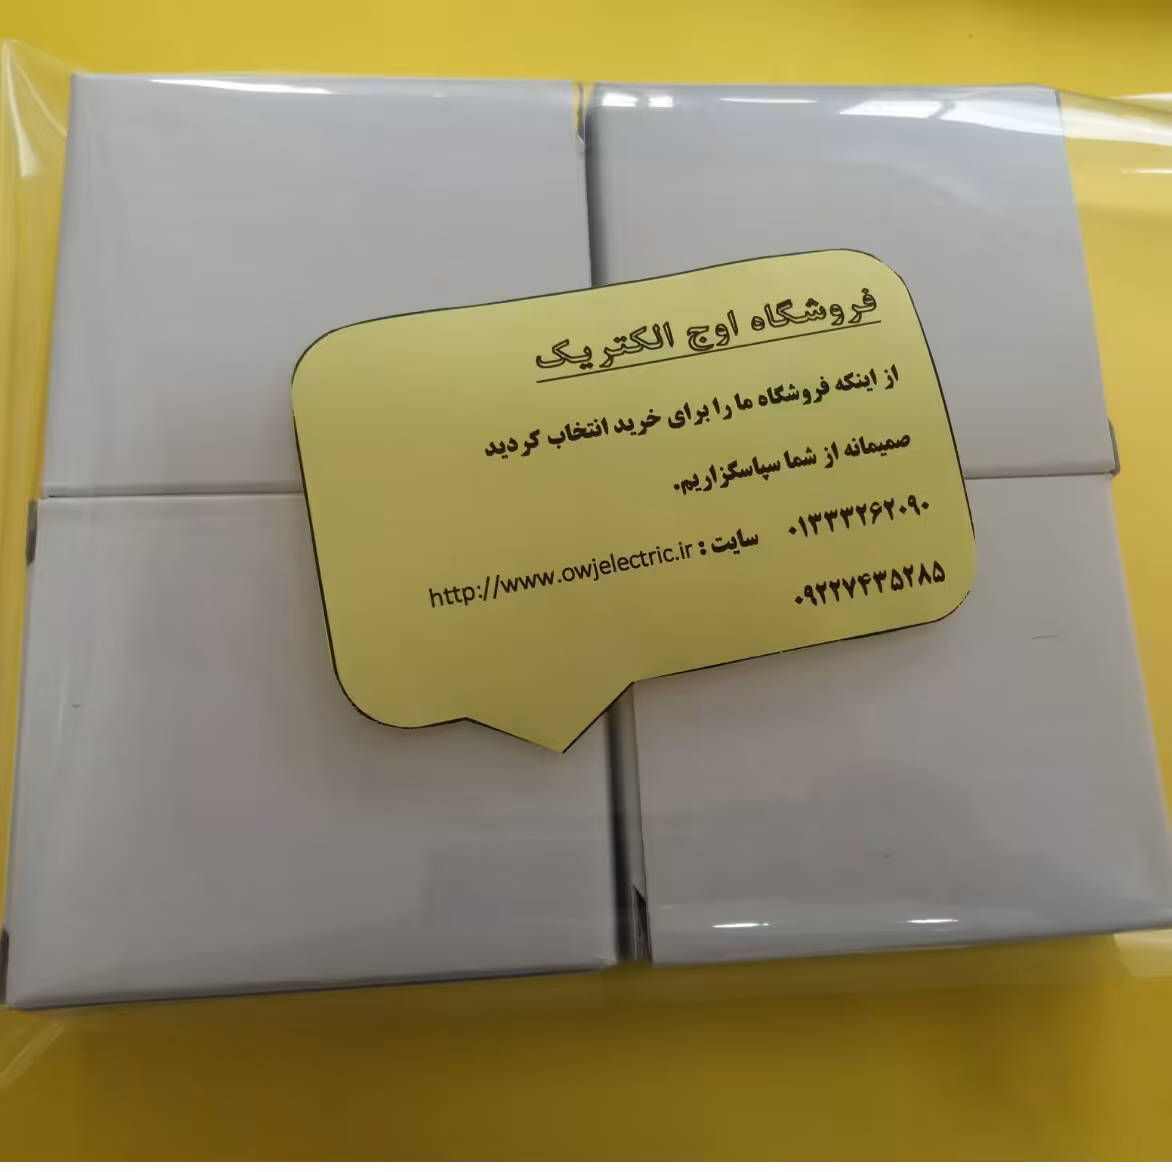 فروشگاه اوج الکتریک
از اینکه فروشگاه ما را برای خرید انتخاب کردید
صمیمانه از شما سپاسگزاریم.
۰۱۳۳۳۲۶۲۰۹۰ سایت : http://www.owjelectric.ir
۰۹۲۲۷۴۳۵۲۸۵